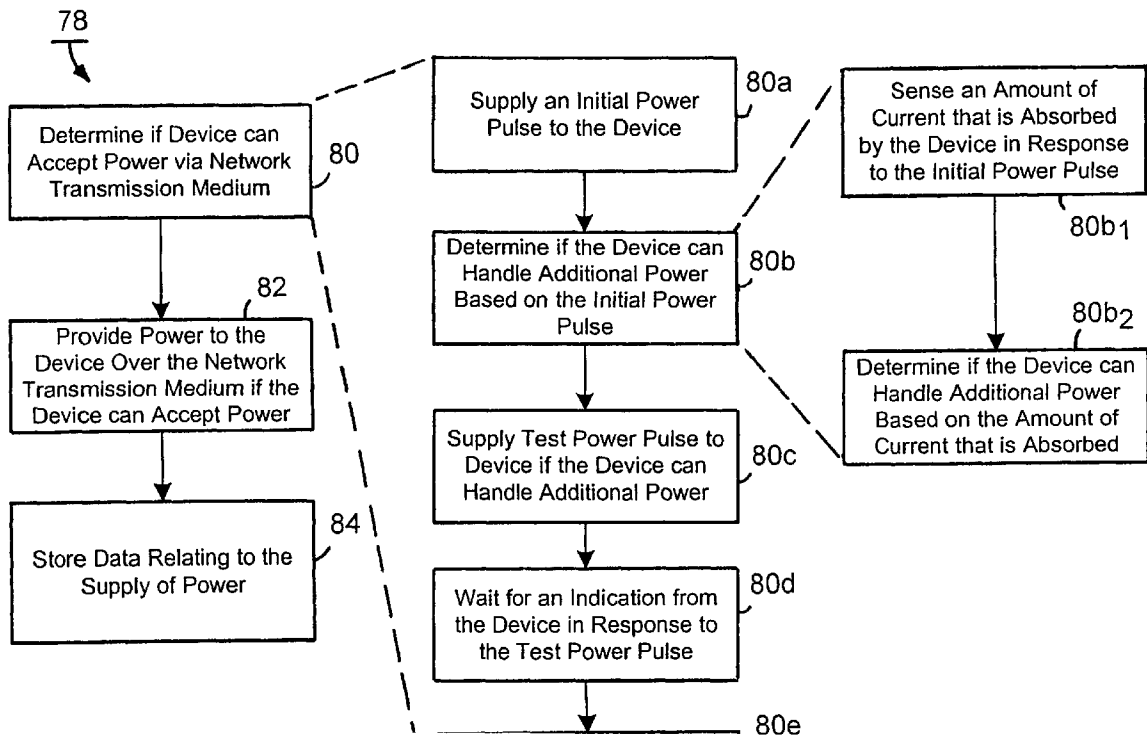 78
Determine if Device can
Accept Power via Network
Transmission Medium
80
82
Provide Power to the
Device Over the Network
Transmission Medium if the
Device can Accept Power
84
Store Data Relating to the
Supply of Power
80a
Supply an Initial Power
Pulse to the Device
Determine if the Device can
Handle Additional Power
Based on the Initial Power
Pulse
80b
Supply Test Power Pulse to
Device if the Device can
Handle Additional Power
80c
Wait for an Indication from
the Device in Response to
the Test Power Pulse
80d
80e
Sense an Amount of
Current that is Absorbed
by the Device in Response
to the Initial Power Pulse
80b1
80b2
Determine if the Device can
Handle Additional Power
Based on the Amount of
Current that is Absorbed